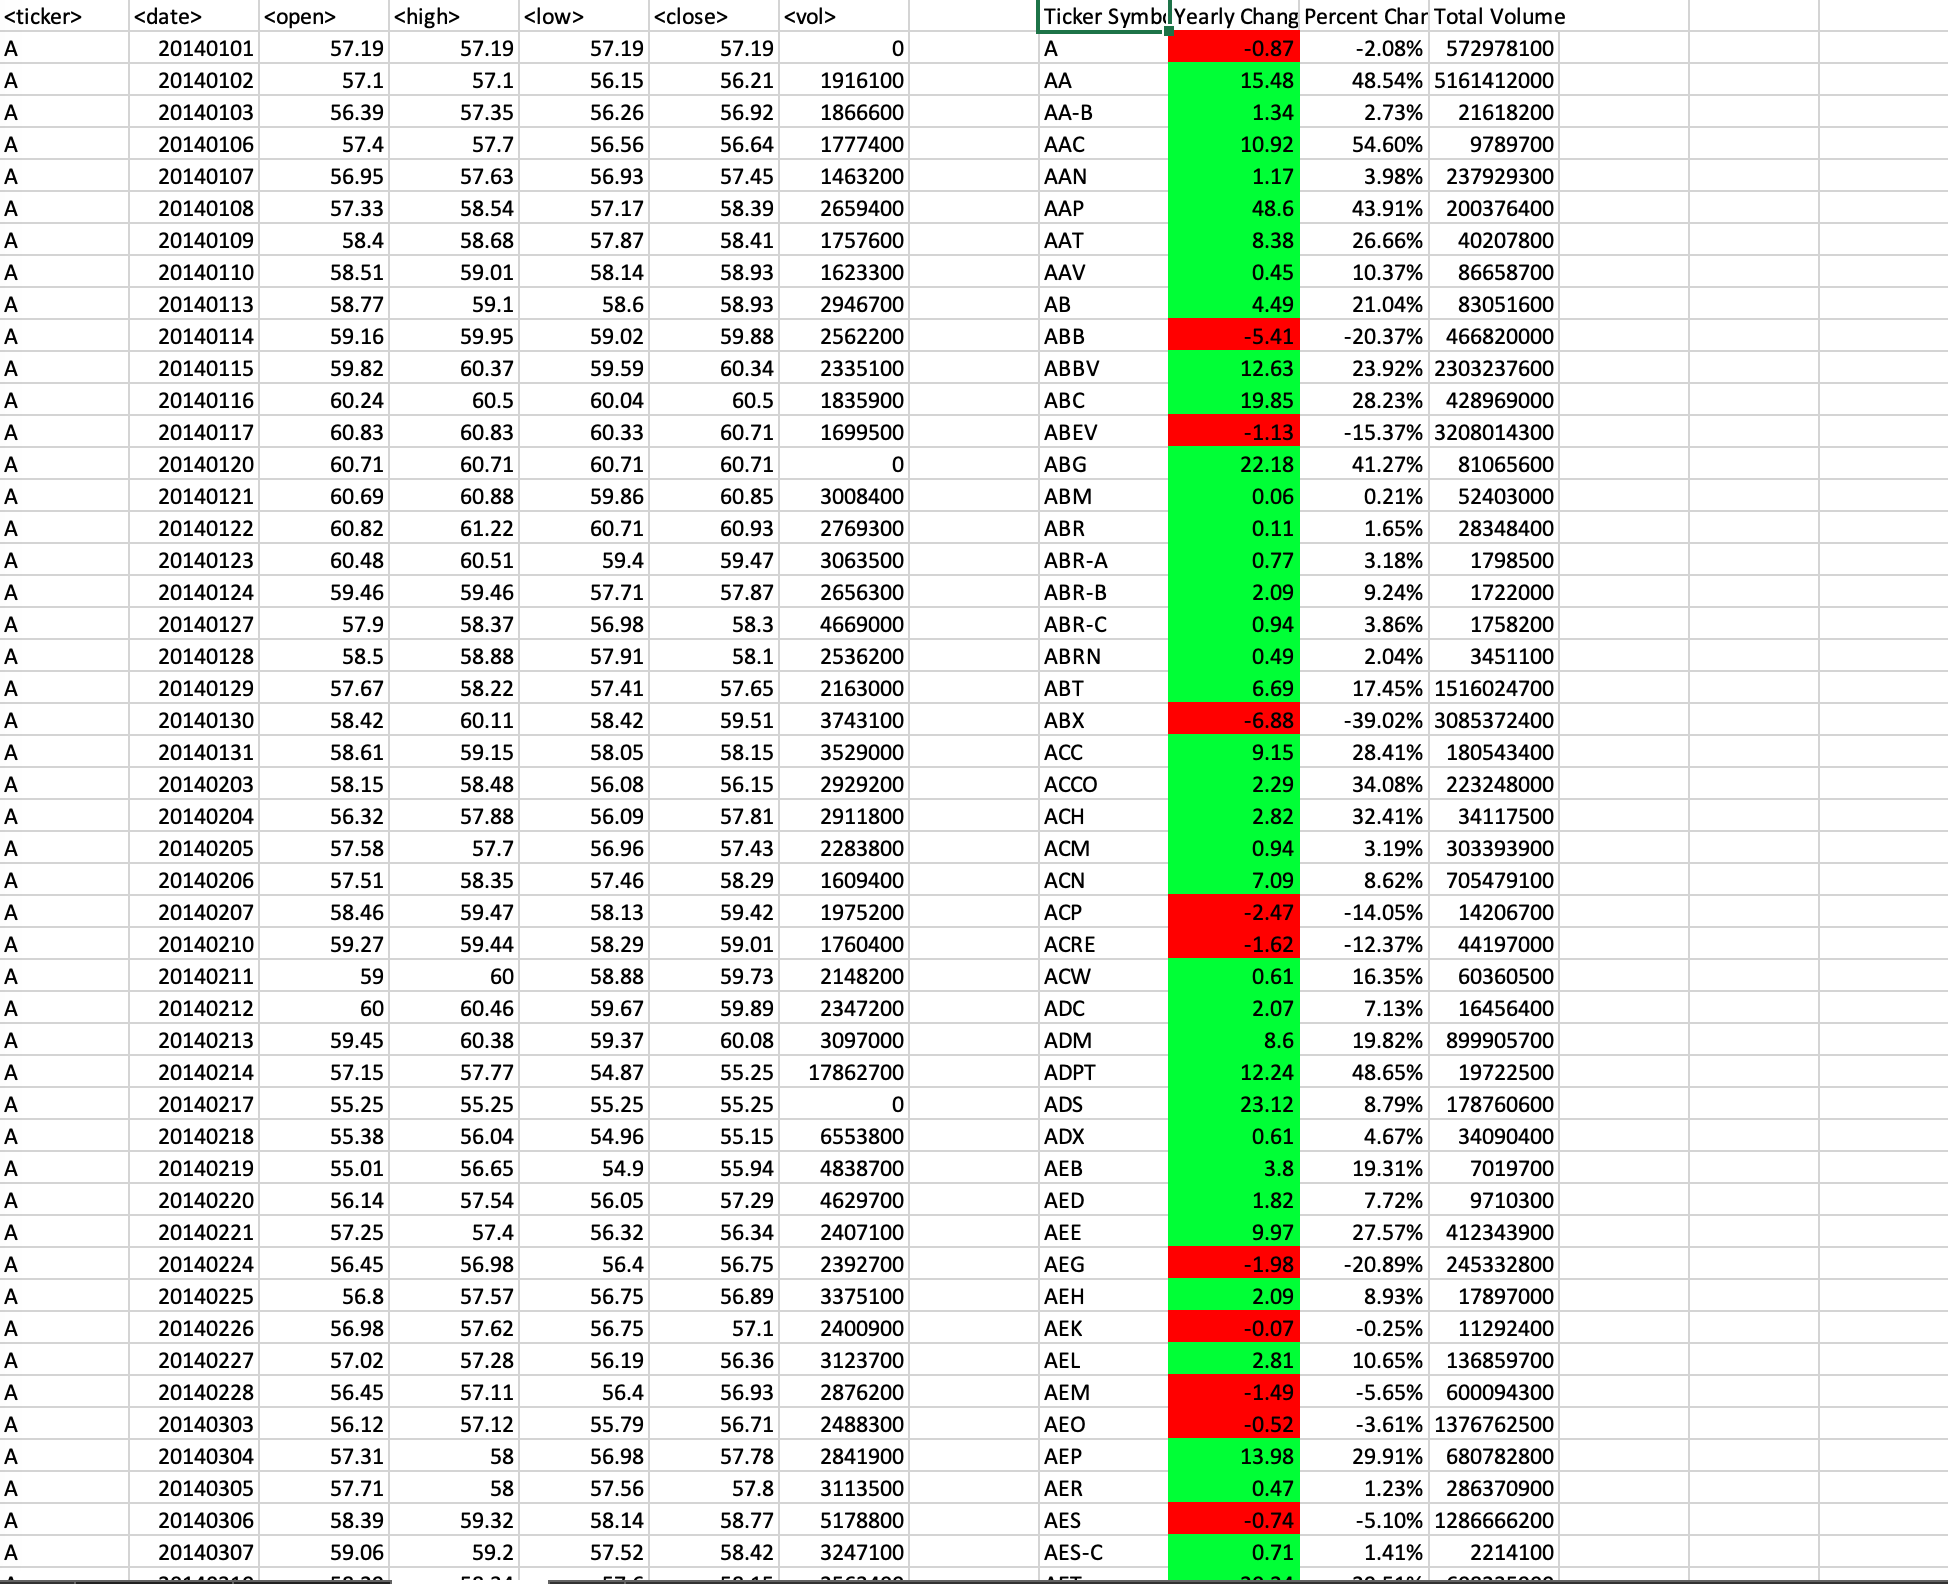 <ticker> <date> <open> <high> <low> <close> <vol> Ticker Symb Yearly Chang Percent Char Total Volume
A 20140101 57.19 57.19 57.19 57.19 0 A -0.87 -2.08% 572978100
A 20140102 57.1 57.1 56.15 56.21 1916100 AA 15.48 48.54% 5161412000
A 20140103 56.39 57.35 56.26 56.92 1866600 AA-B 1.34 2.73% 21618200
A 20140106 57.4 57.7 56.56 56.64 1777400 AAC 10.92 54.60% 9789700
A 20140107 56.95 57.63 56.93 57.45 1463200 AAN 1.17 3.98% 237929300
A 20140108 57.33 58.54 57.17 58.39 2659400 AAP 48.6 43.91% 200376400
A 20140109 58.4 58.68 57.87 58.41 1757600 AAT 8.38 26.66% 40207800
A 20140110 58.51 59.01 58.14 58.93 1623300 AAV 0.45 10.37% 86658700
A 20140113 58.77 59.1 58.6 58.93 2946700 AB 4.49 21.04% 83051600
A 20140114 59.16 59.95 59.02 59.88 2562200 ABB -5.41 -20.37% 466820000
A 20140115 59.82 60.37 59.59 60.34 2335100 ABBV 12.63 23.92% 2303237600
A 20140116 60.24 60.5 60.04 60.5 1835900 ABC 19.85 28.23% 428969000
A 20140117 60.83 60.83 60.33 60.71 1699500 ABEV -1.13 -15.37% 3208014300
A 20140120 60.71 60.71 60.71 60.71 0 ABG 22.18 41.27% 81065600
A 20140121 60.69 60.88 59.86 60.85 3008400 ABM 0.06 0.21% 52403000
A 20140122 60.82 61.22 60.71 60.93 2769300 ABR 0.11 1.65% 28348400
A 20140123 60.48 60.51 59.4 59.47 3063500 ABR-A 0.77 3.18% 1798500
A 20140124 59.46 59.46 57.71 57.87 2656300 ABR-B 2.09 9.24% 1722000
A 20140127 57.9 58.37 56.98 58.3 4669000 ABR-C 0.94 3.86% 1758200
A 20140128 58.5 58.88 57.91 58.1 2536200 ABRN 0.49 2.04% 3451100
A 20140129 57.67 58.22 57.41 57.65 2163000 ABT 6.69 17.45% 1516024700
A 20140130 58.42 60.11 58.42 59.51 3743100 ABX -6.88 -39.02% 3085372400
A 20140131 58.61 59.15 58.05 58.15 3529000 ACC 9.15 28.41% 180543400
A 20140203 58.15 58.48 56.08 56.15 2929200 ACCO 2.29 34.08% 223248000
A 20140204 56.32 57.88 56.09 57.81 2911800 ACH 2.82 32.41% 34117500
A 20140205 57.58 57.7 56.96 57.43 2283800 ACM 0.94 3.19% 303393900
A 20140206 57.51 58.35 57.46 58.29 1609400 ACN 7.09 8.62% 705479100
A 20140207 58.46 59.47 58.13 59.42 1975200 ACP -2.47 -14.05% 14206700
A 20140210 59.27 59.44 58.29 59.01 1760400 ACRE -1.62 -12.37% 44197000
A 20140211 59 60 58.88 59.73 2148200 ACW 0.61 16.35% 60360500
A 20140212 60 60.46 59.67 59.89 2347200 ADC 2.07 7.13% 16456400
A 20140213 59.45 60.38 59.37 60.08 3097000 ADM 8.6 19.82% 899905700
A 20140214 57.15 57.77 54.87 55.25 17862700 ADPT 12.24 48.65% 19722500
A 20140217 55.25 55.25 55.25 55.25 0 ADS 23.12 8.79% 178760600
A 20140218 55.38 56.04 54.96 55.15 6553800 ADX 0.61 4.67% 34090400
A 20140219 55.01 56.65 54.9 55.94 4838700 AEB 3.8 19.31% 7019700
A 20140220 56.14 57.54 56.05 57.29 4629700 AED 1.82 7.72% 9710300
A 20140221 57.25 57.4 56.32 56.34 2407100 AEE 9.97 27.57% 412343900
A 20140224 56.45 56.98 56.4 56.75 2392700 AEG -1.98 -20.89% 245332800
A 20140225 56.8 57.57 56.75 56.89 3375100 AEH 2.09 8.93% 17897000
A 20140226 56.98 57.62 56.75 57.1 2400900 AEK -0.07 -0.25% 11292400
A 20140227 57.02 57.28 56.19 56.36 3123700 AEL 2.81 10.65% 136859700
A 20140228 56.45 57.11 56.4 56.93 2876200 AEM -1.49 -5.65% 600094300
A 20140303 56.12 57.12 55.79 56.71 2488300 AEO -0.52 -3.61% 1376762500
A 20140304 57.31 58 56.98 57.78 2841900 AEP 13.98 29.91% 680782800
A 20140305 57.71 58 57.56 57.8 3113500 AER 0.47 1.23% 286370900
A 20140306 58.39 59.32 58.14 58.77 5178800 AES -0.74 -5.10% 1286666200
A 20140307 59.06 59.2 57.52 58.42 3247100 AES-C 0.71 1.41% 2214100